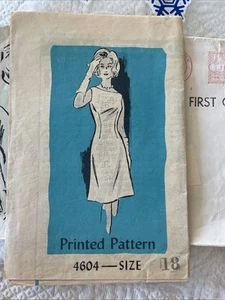 Printed Pattern
4604—SIZE 18
FIRST C